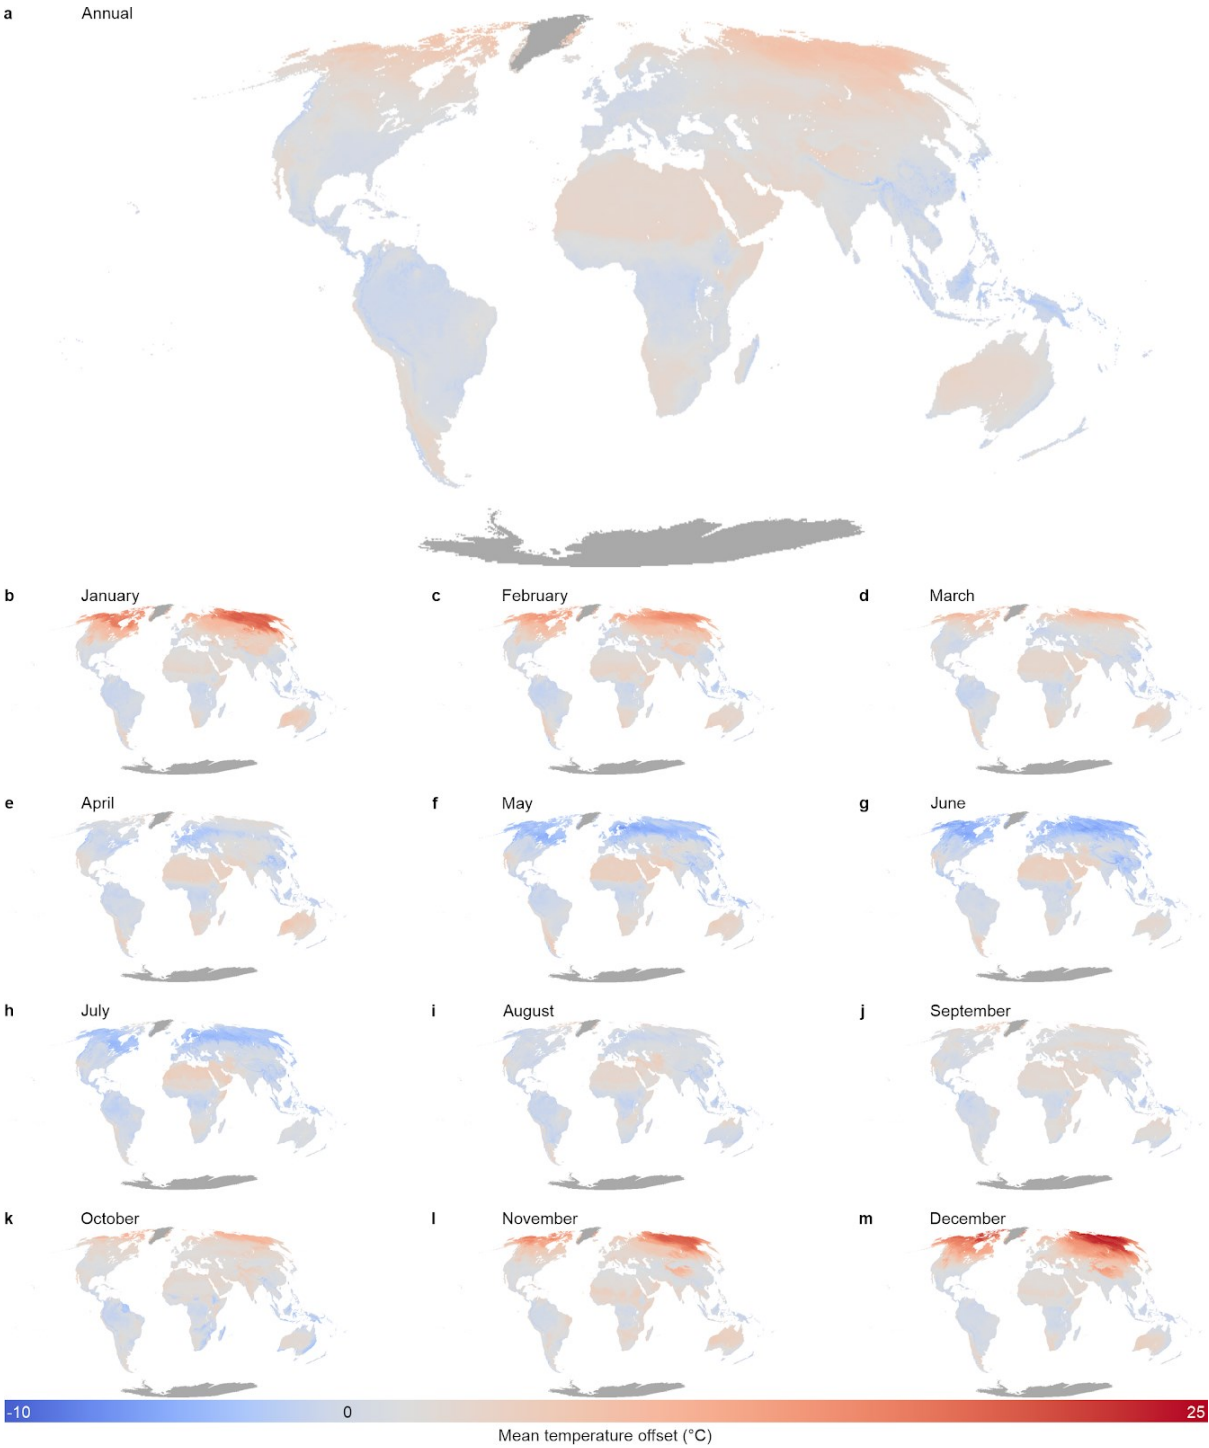 a Annual
b January
c February
d March
e April
f May
g June
h July
i August
j September
k October
l November
m December
-10 0 25
Mean temperature offset (°C)